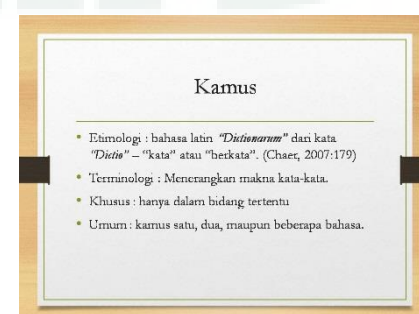 Kamus
• Etimologi : bahasa latin "Dictionarum" dari kata
"Dictio" – "kata" atau "berkata". (Chaer, 2007:179)
• Terminologi : Menerangkan makna kata-kata.
• Khusus : hanya dalam bidang tertentu
• Umum : kamus satu, dua, maupun beberapa bahasa.